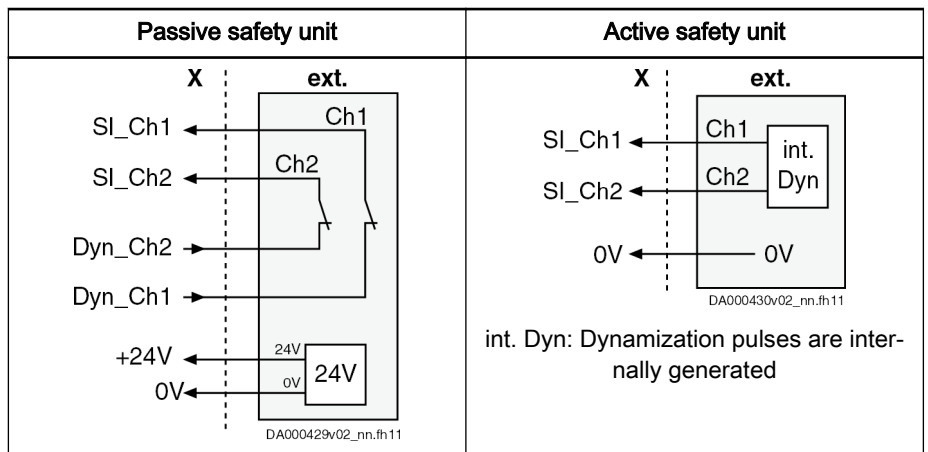 Passive safety unit
Active safety unit
X
ext.
SI_Ch1
Ch1
SI_Ch2
Ch2
Dyn_Ch2
Dyn_Ch1
+24V
24V
0V
0V
24V
DA000429v02_nn.fh11
X
ext.
SI_Ch1
Ch1
SI_Ch2
Ch2
int.
Dyn
0V
0V
DA000430v02_nn.fh11
int. Dyn: Dynamization pulses are inter-
nally generated